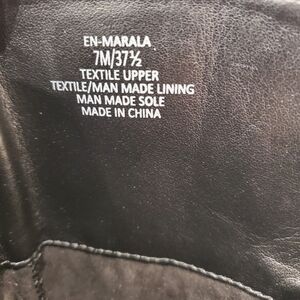 EN-MARALA
7M/37½
TEXTILE UPPER
TEXTILE/MAN MADE LINING
MAN MADE SOLE
MADE IN CHINA